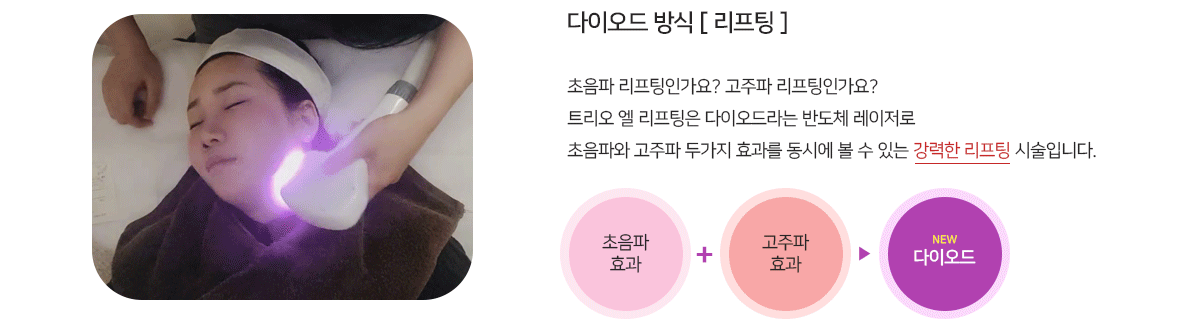 다이오드 방식 [ 리프팅 ]
초음파 리프팅인가요? 고주파 리프팅인가요?
트리오 엘 리프팅은 다이오드라는 반도체 레이저로
초음파와 고주파 두가지 효과를 동시에 볼 수 있는 강력한 리프팅 시술입니다.
초음파
효과
+
고주파
효과
NEW
다이오드